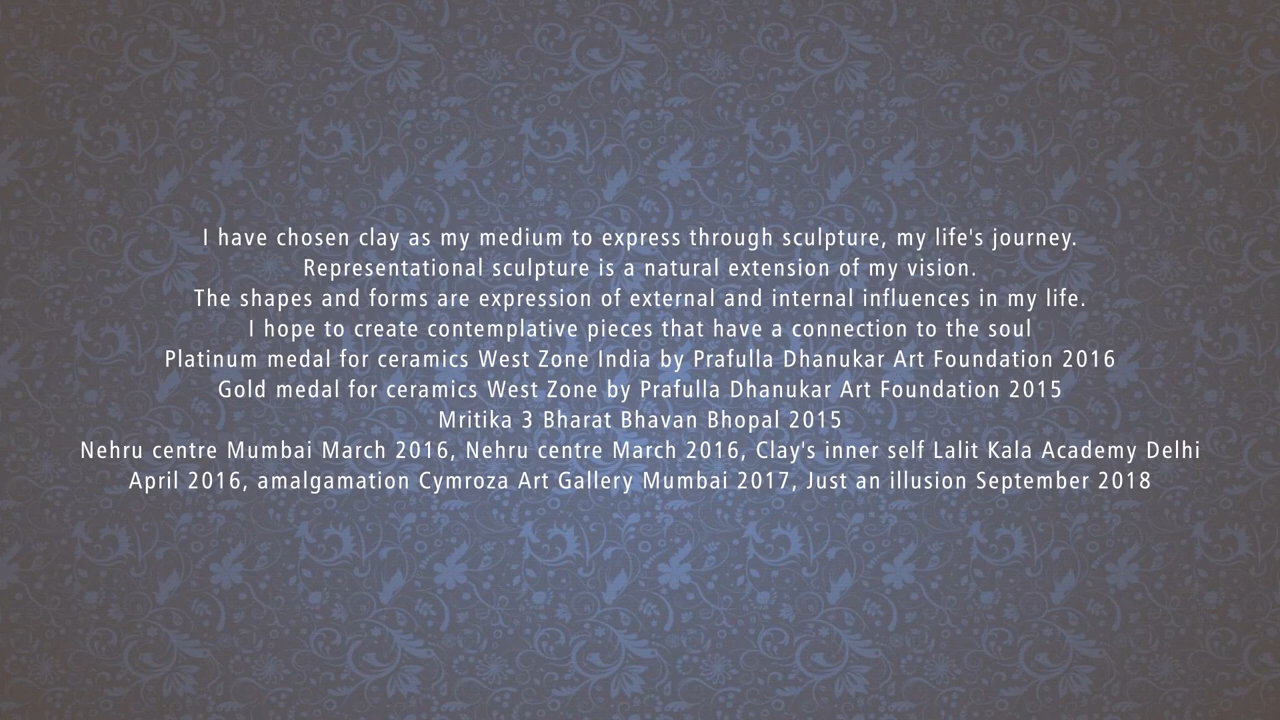 I have chosen clay as my medium to express through sculpture, my life's journey.
Representational sculpture is a natural extension of my vision.
The shapes and forms are expression of external and internal influences in my life.
I hope to create contemplative pieces that have a connection to the soul
Platinum medal for ceramics West Zone India by Prafulla Dhanukar Art Foundation 2016
Gold medal for ceramics West Zone by Prafulla Dhanukar Art Foundation 2015
Mritika 3 Bharat Bhavan Bhopal 2015
Nehru centre Mumbai March 2016, Nehru centre March 2016, Clay's inner self Lalit Kala Academy Delhi
April 2016, amalgamation Cymroza Art Gallery Mumbai 2017, Just an illusion September 2018